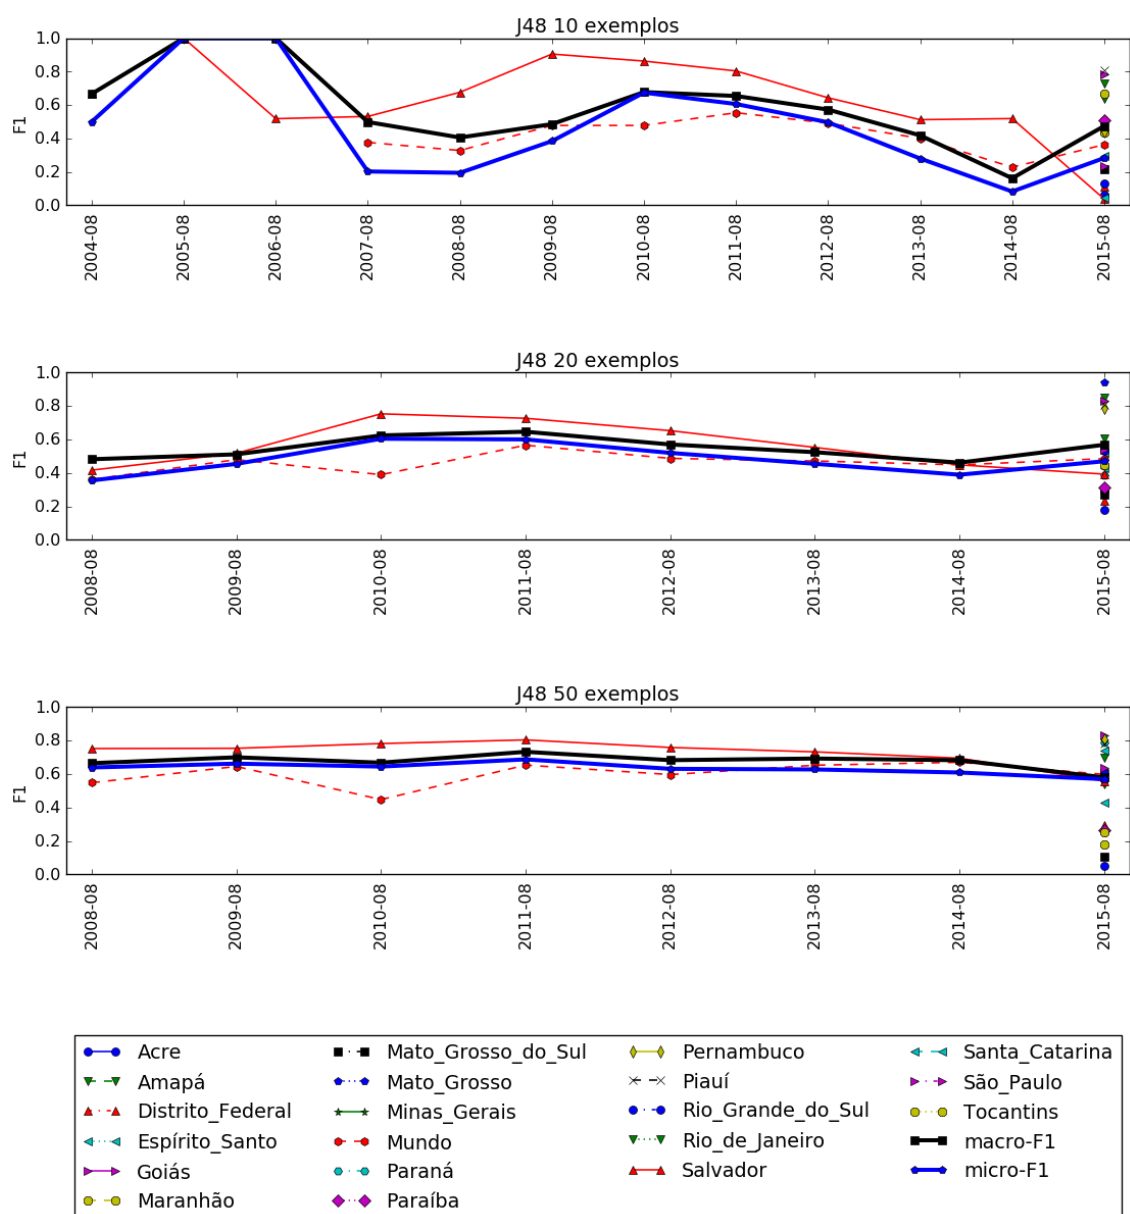 J48 10 exemplos
1.0
0.8
0.6
0.4
0.2
0.0
F1
2004-08
2005-08
2006-08
2007-08
2008-08
2009-08
2010-08
2011-08
2012-08
2013-08
2014-08
2015-08
J48 20 exemplos
1.0
0.8
0.6
0.4
0.2
0.0
F1
2008-08
2009-08
2010-08
2011-08
2012-08
2013-08
2014-08
2015-08
J48 50 exemplos
1.0
0.8
0.6
0.4
0.2
0.0
F1
2008-08
2009-08
2010-08
2011-08
2012-08
2013-08
2014-08
2015-08
Acre
Amapá
Distrito_Federal
Espírito_Santo
Goiás
Maranhão
Mato_Grosso_do_Sul
Mato_Grosso
Minas_Gerais
Mundo
Paraná
Paraíba
Pernambuco
Piauí
Rio_Grande_do_Sul
Rio_de_Janeiro
Salvador
Santa_Catarina
São_Paulo
Tocantins
macro-F1
micro-F1